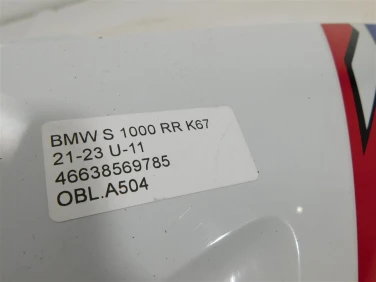 BMW S 1000 RR K67
21-23 U-11
46638569785
OBL.A504